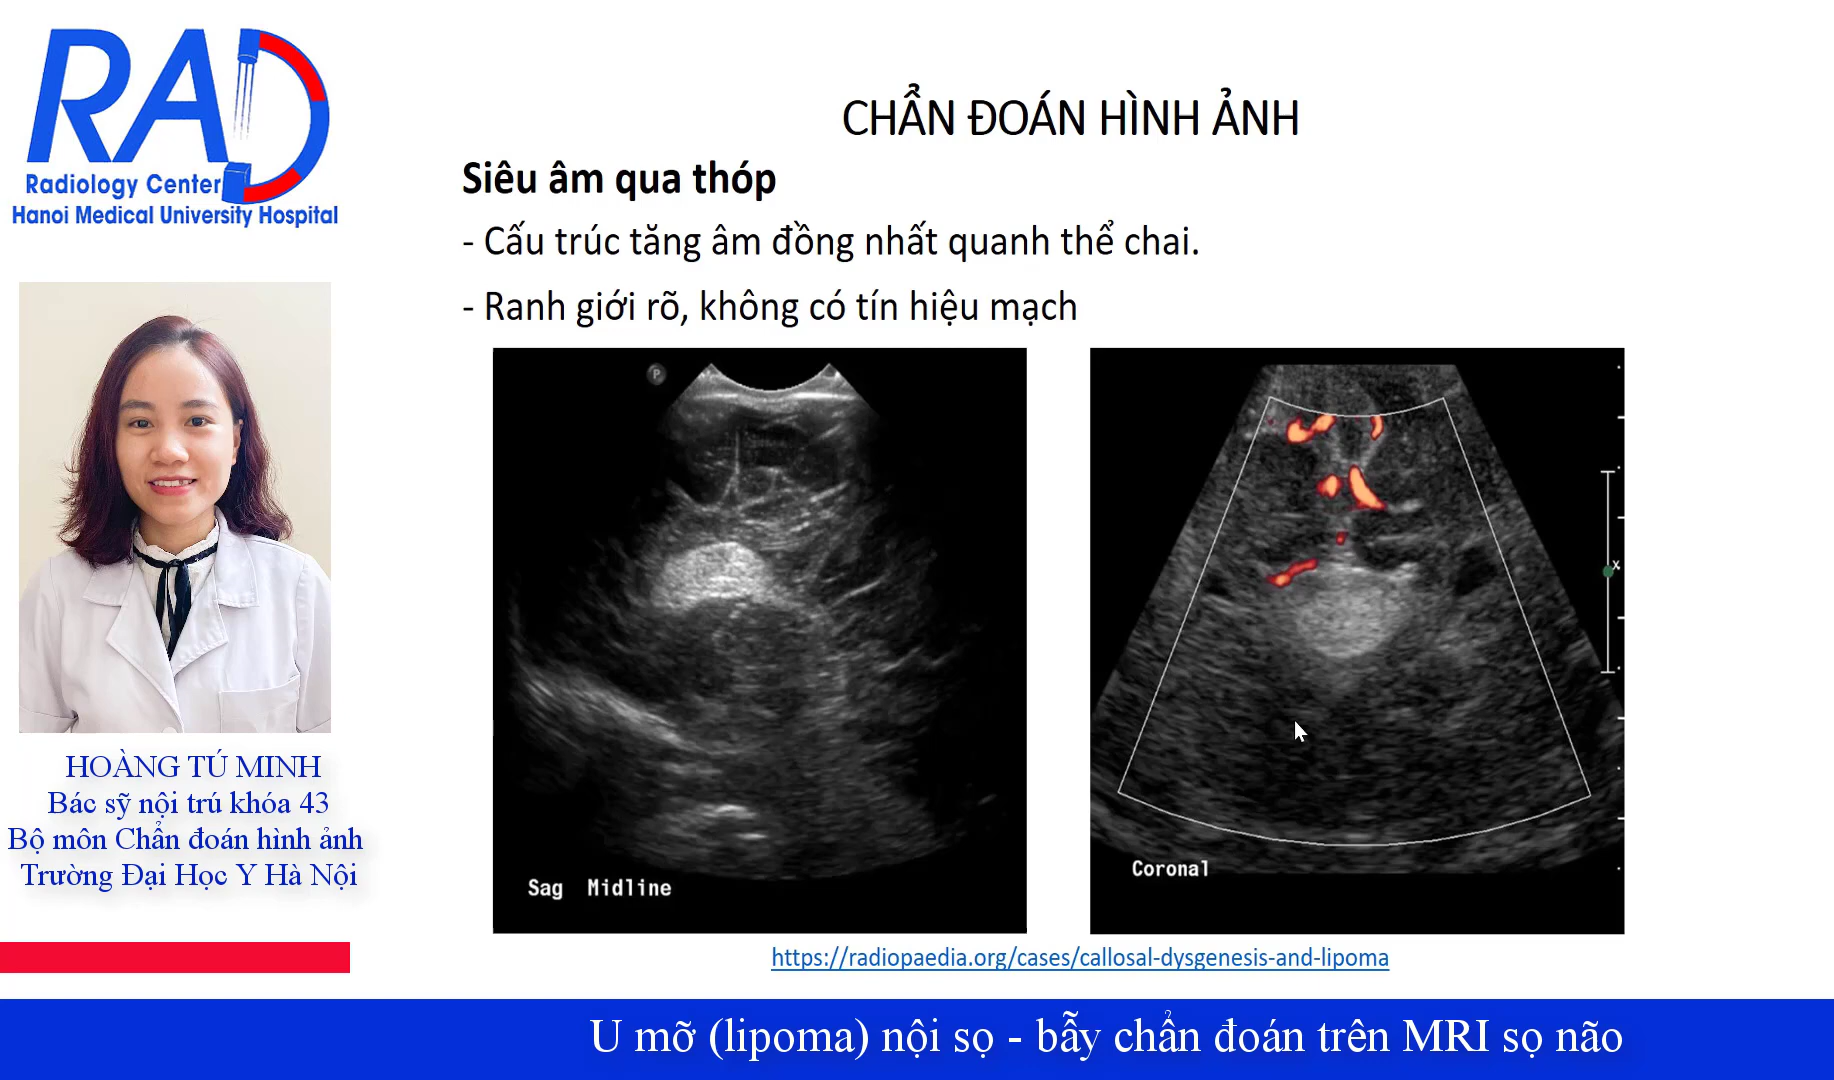 RAD
Radiology Center
Hanoi Medical University Hospital
HOÀNG TÚ MINH
Bác sỹ nội trú khóa 43
Bộ môn Chẩn đoán hình ảnh
Trường Đại Học Y Hà Nội
CHẨN ĐOÁN HÌNH ẢNH
Siêu âm qua thóp
- Cấu trúc tăng âm đồng nhất quanh thể chai.
- Ranh giới rõ, không có tín hiệu mạch
P
Sag Midline
x
Coronal
https://radiopaedia.org/cases/callosal-dysgenesis-and-lipoma
U mỡ (lipoma) nội sọ - bẫy chẩn đoán trên MRI sọ não